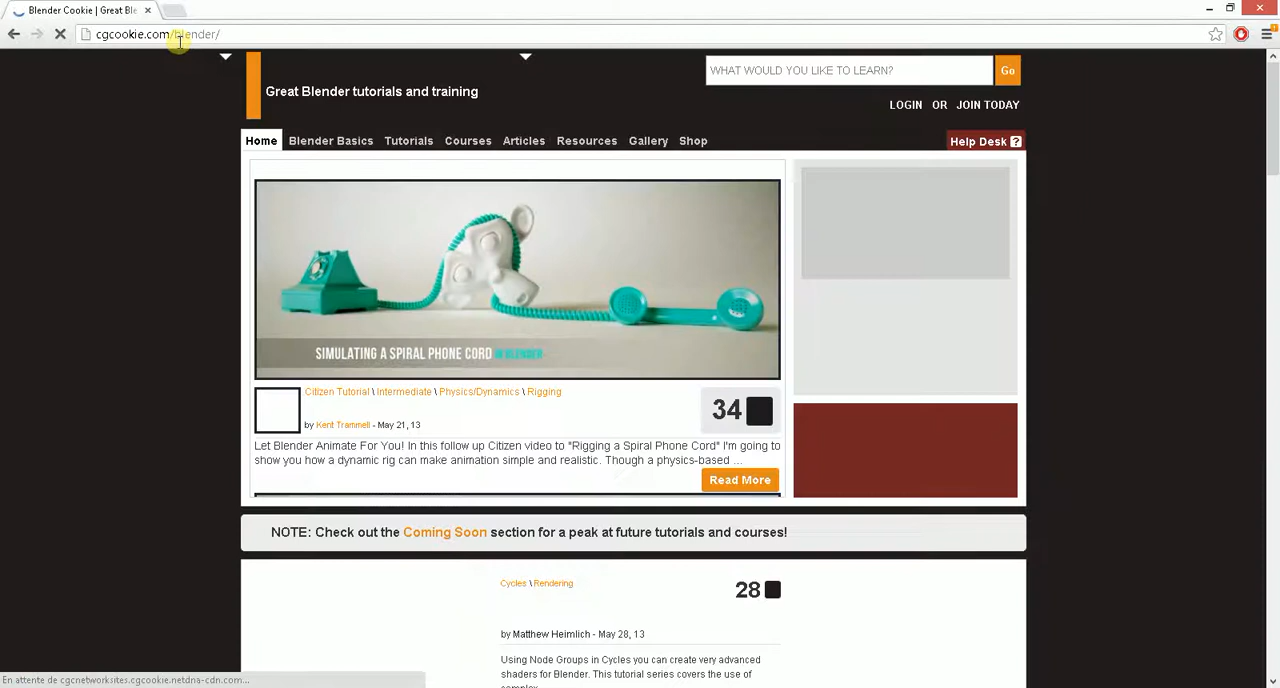 Blender Cookie | Great Ble
cgcookie.com/blender/
WHAT WOULD YOU LIKE TO LEARN?
Go
Great Blender tutorials and training
LOGIN OR JOIN TODAY
Home Blender Basics Tutorials Courses Articles Resources Gallery Shop
Help Desk ?
SIMULATING A SPIRAL PHONE CORD IN BLENDER
Citizen Tutorial \ Intermediate \ Physics/Dynamics \ Rigging
34
by Kent Trammell - May 21, 13
Let Blender Animate For You! In this follow up Citizen video to "Rigging a Spiral Phone Cord" I'm going to
show you how a dynamic rig can make animation simple and realistic. Though a physics-based ...
Read More
NOTE: Check out the Coming Soon section for a peak at future tutorials and courses!
Cycles \ Rendering
28
by Matthew Heimlich - May 28, 13
Using Node Groups in Cycles you can create very advanced
shaders for Blender. This tutorial series covers the use of
complex
En attente de cgcnetworksites.cgcookie.netdna-cdn.com...